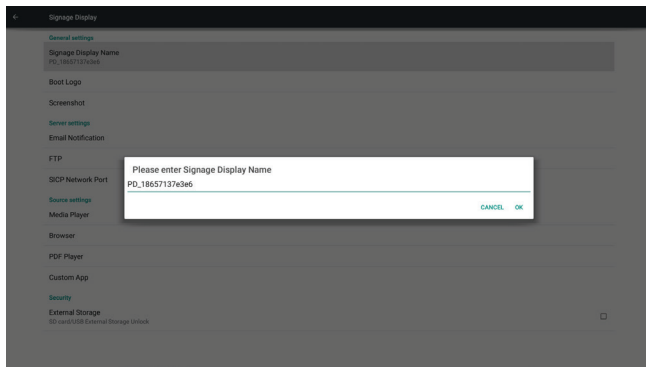 Signage Display
General settings
Signage Display Name
PD_18657137e3e6
Boot Logo
Screenshot
Server settings
Email Notification
FTP
Please enter Signage Display Name
PD_18657137e3e6
CANCEL OK
SICP Network Port
Source settings
Media Player
Browser
PDF Player
Custom App
Security
External Storage
SD card/USB External Storage Unlock